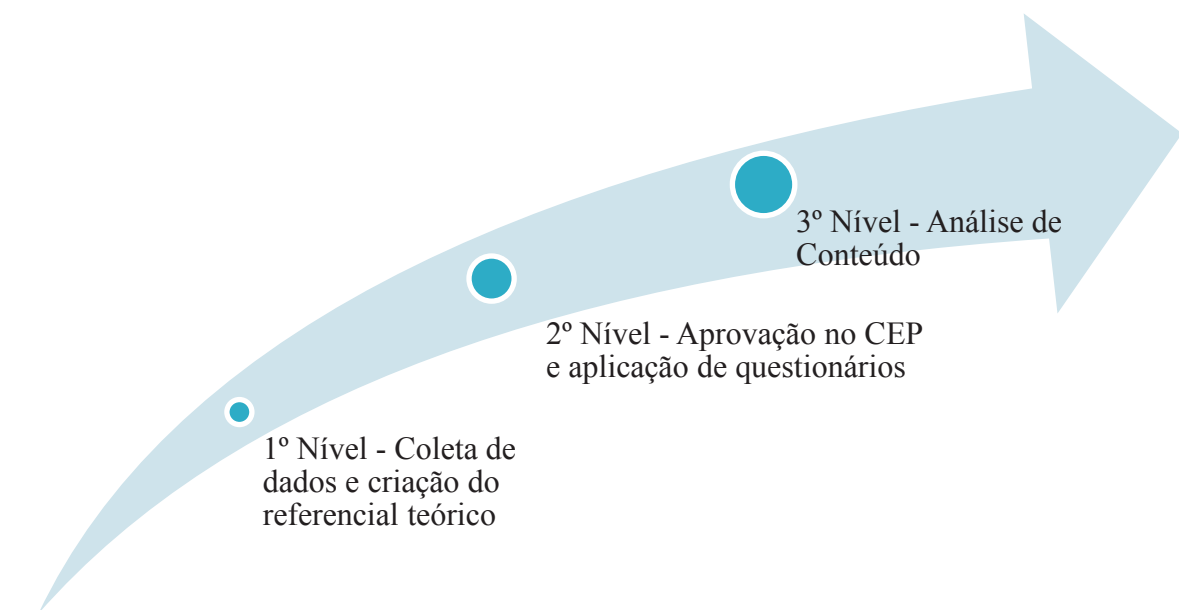 1º Nível - Coleta de
dados e criação do
referencial teórico
2º Nível - Aprovação no CEP
e aplicação de questionários
3º Nível - Análise de
Conteúdo